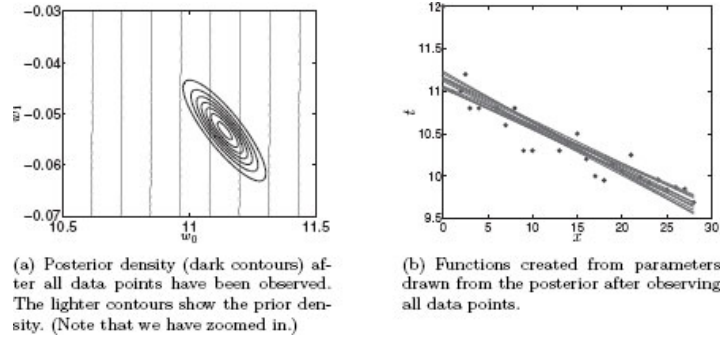 −0.03
−0.04
−0.05
−0.06
−0.07
w1
10.5
11
11.5
w0
12
11.5
11
10.5
10
9.5
t
0
5
10
15
20
25
30
x
(a) Posterior density (dark contours) af-
ter all data points have been observed.
The lighter contours show the prior den-
sity. (Note that we have zoomed in.)
(b) Functions created from parameters
drawn from the posterior after observing
all data points.